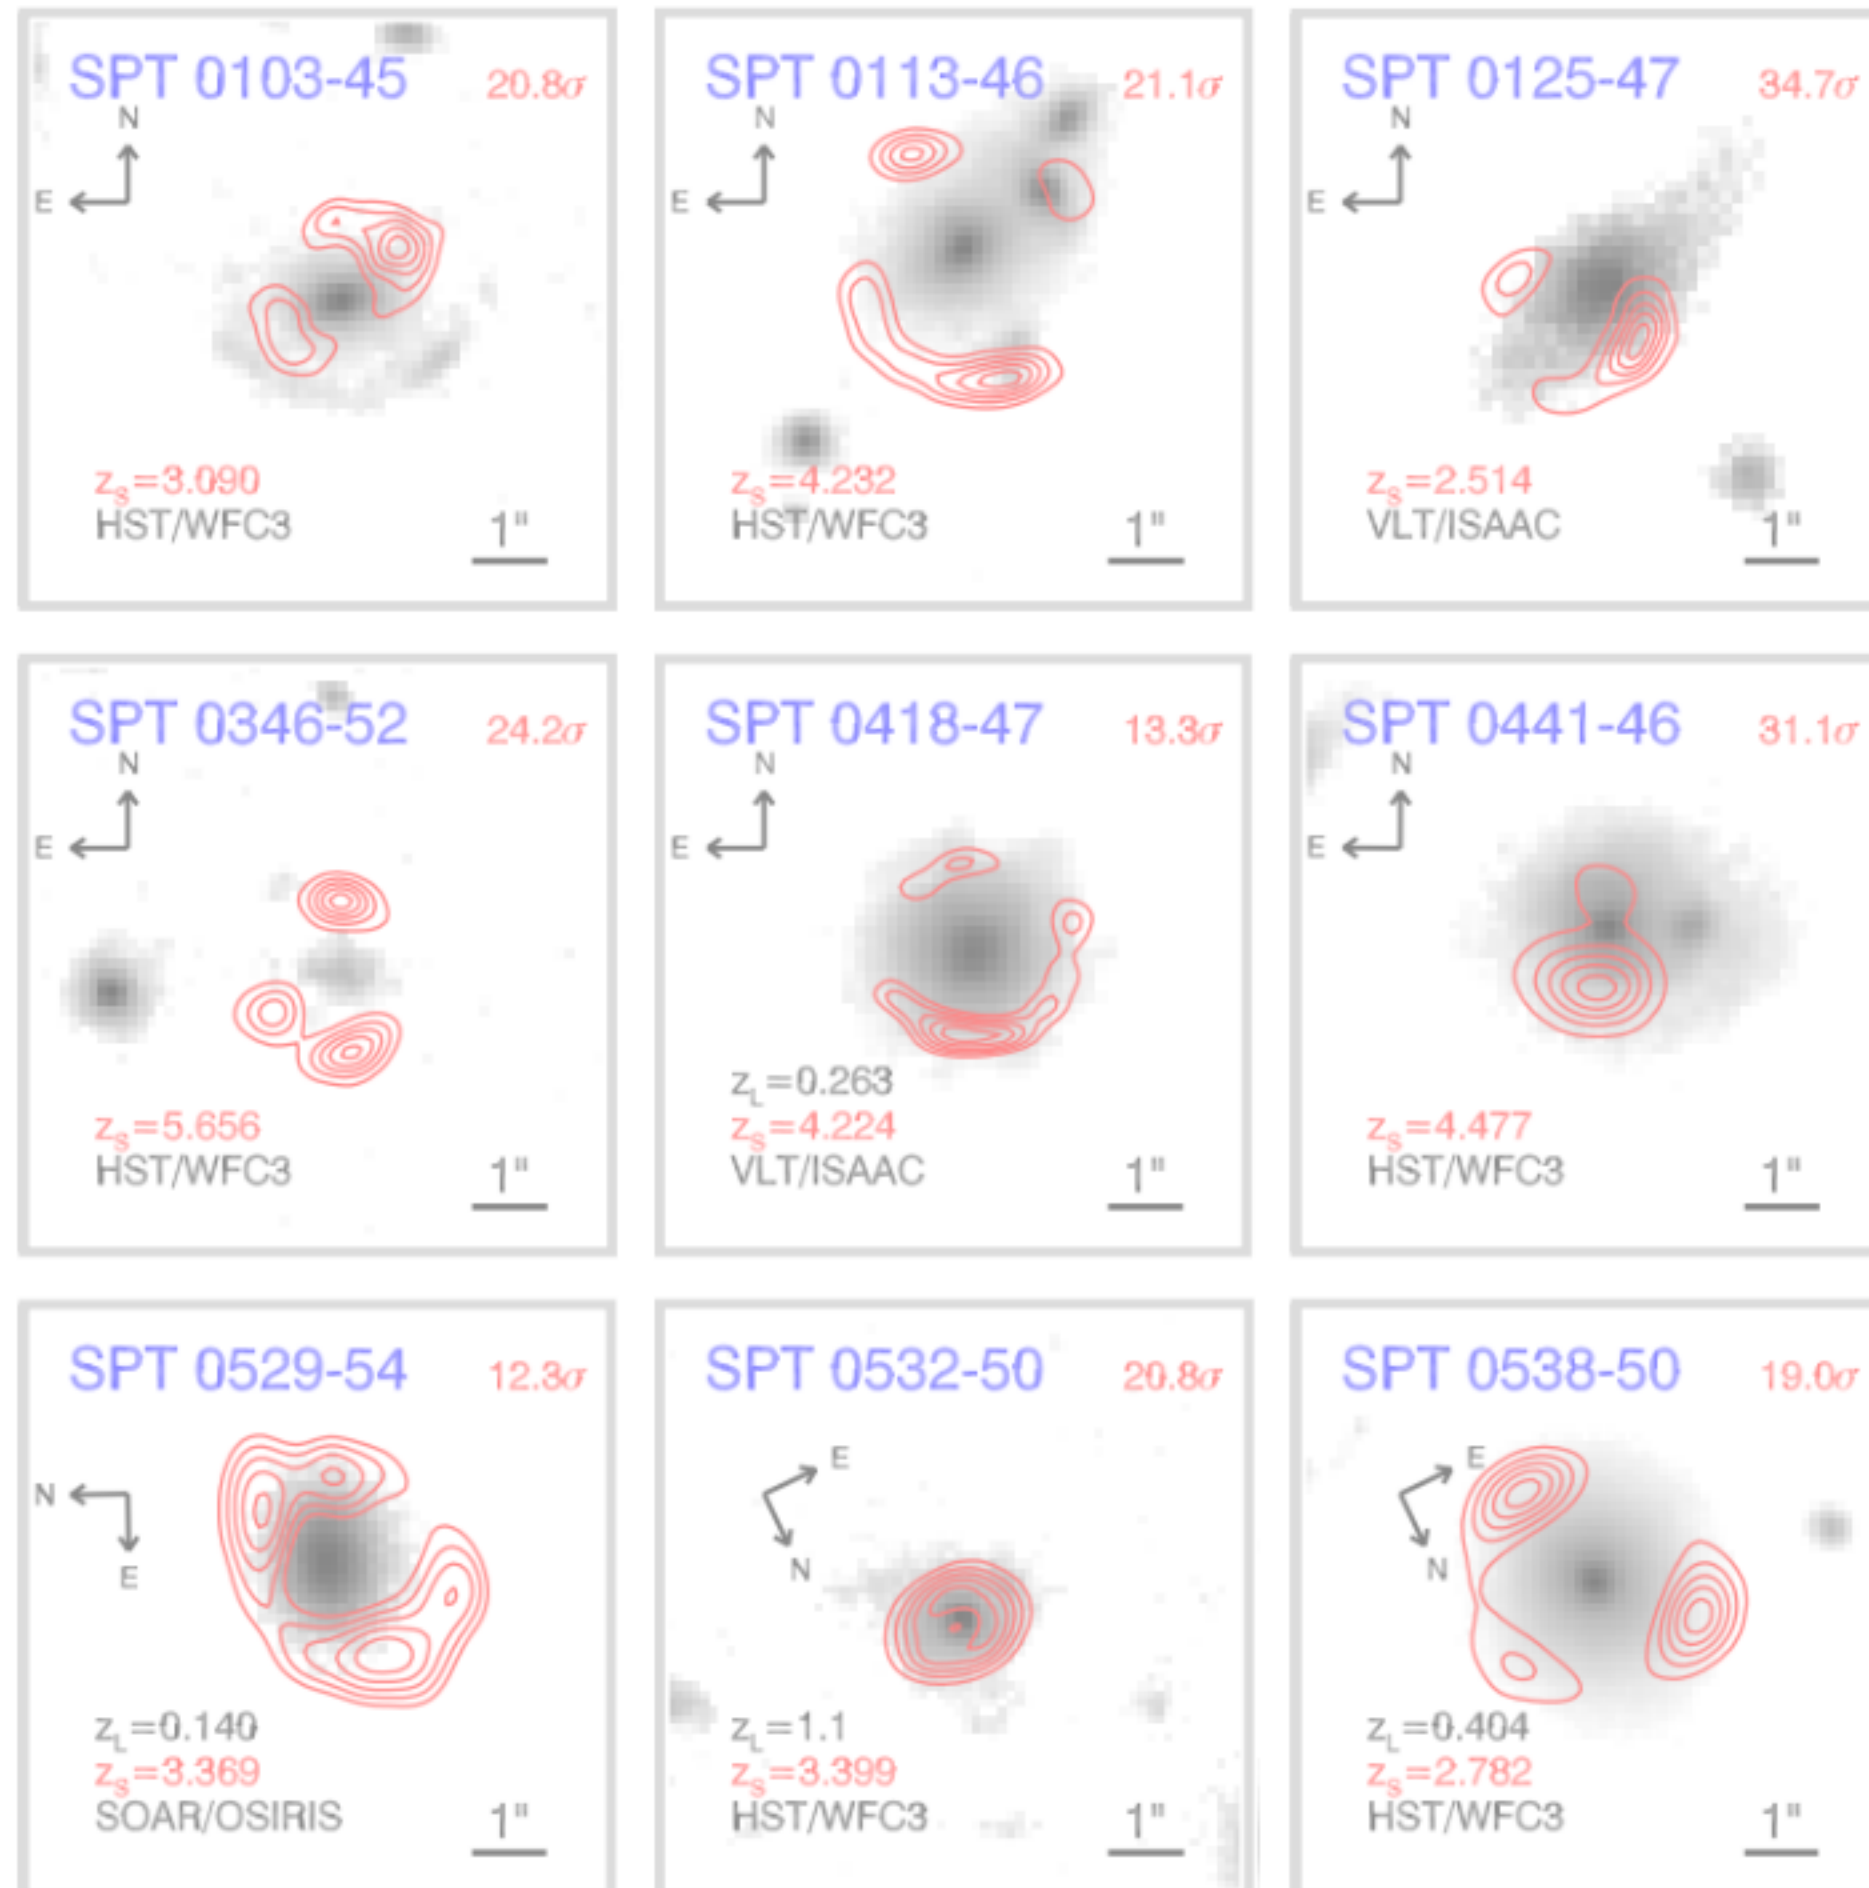 SPT 0103-45 20.8σ
N
E
z_S=3.090
HST/WFC3 1"
SPT 0113-46 21.1σ
N
E
z_S=4.232
HST/WFC3 1"
SPT 0125-47 34.7σ
N
E
z_S=2.514
VLT/ISAAC 1"
SPT 0346-52 24.2σ
N
E
z_S=5.656
HST/WFC3 1"
SPT 0418-47 13.3σ
N
E
z_L=0.263
z_S=4.224
VLT/ISAAC 1"
SPT 0441-46 31.1σ
N
E
z_S=4.477
HST/WFC3 1"
SPT 0529-54 12.3σ
N
E
z_L=0.140
z_S=3.369
SOAR/OSIRIS 1"
SPT 0532-50 20.8σ
E
N
z_L=1.1
z_S=3.399
HST/WFC3 1"
SPT 0538-50 19.0σ
E
N
z_L=0.404
z_S=2.782
HST/WFC3 1"